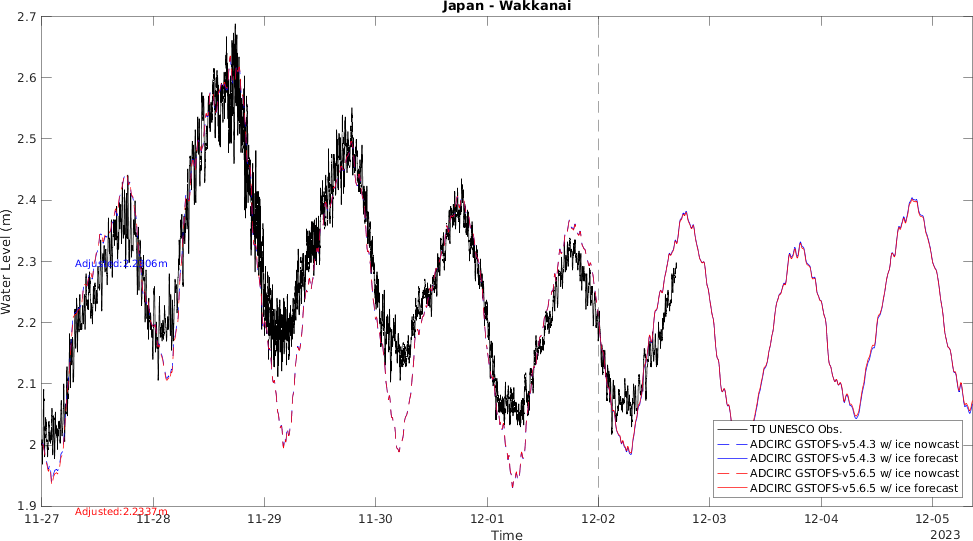 Japan - Wakkanai
2.7
2.6
2.5
2.4
2.3
2.2
2.1
2
1.9
Water Level (m)
Adjusted:2.2306m
Adjusted:2.2337m
TD UNESCO Obs.
ADCIRC GSTOFS-v5.4.3 w/ ice nowcast
ADCIRC GSTOFS-v5.4.3 w/ ice forecast
ADCIRC GSTOFS-v5.6.5 w/ ice nowcast
ADCIRC GSTOFS-v5.6.5 w/ ice forecast
11-27 11-28 11-29 11-30 12-01 12-02 12-03 12-04 12-05
Time
2023